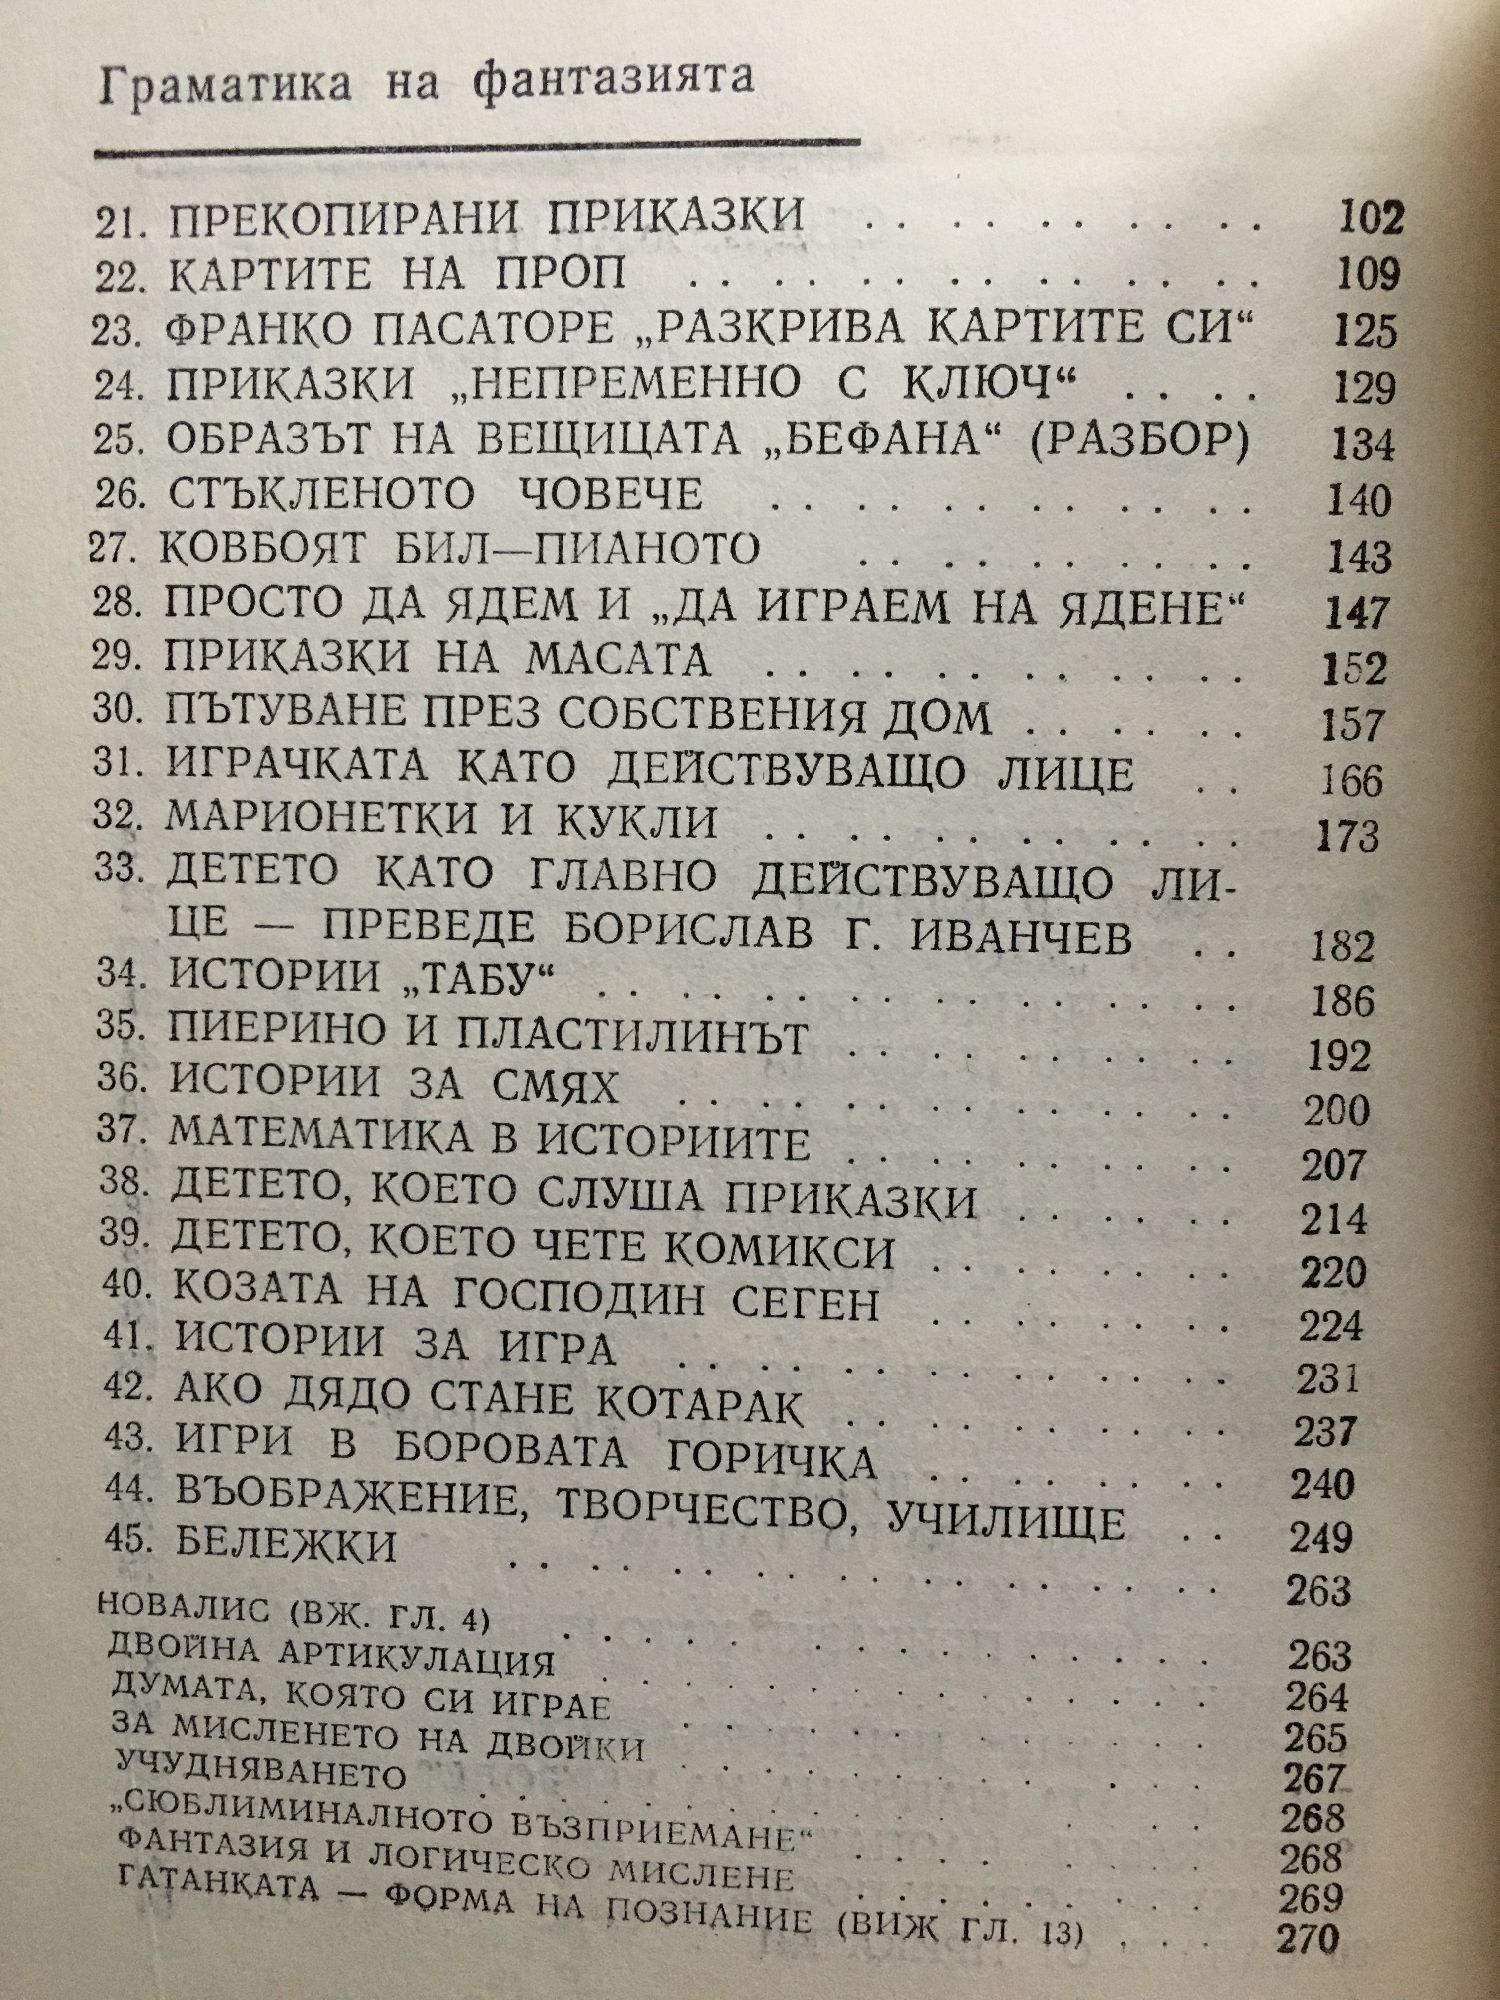 Граматика на фантазията
21. ПРЕКОПИРАНИ ПРИКАЗКИ . . . . . . . . . . 102
22. КАРТИТЕ НА ПРОП . . . . . . . . . . . . . . 109
23. ФРАНКО ПАСАТОРЕ „РАЗКРИВА КАРТИТЕ СИ“ 125
24. ПРИКАЗКИ „НЕПРЕМЕННО С КЛЮЧ“ . . . . 129
25. ОБРАЗЪТ НА ВЕЩИЦАТА „БЕФАНА“ (РАЗБОР) 134
26. СТЪКЛЕНОТО ЧОВЕЧЕ . . . . . . . . . . . . 140
27. КОВБОЯТ БИЛ—ПИАНОТО . . . . . . . . . . 143
28. ПРОСТО ДА ЯДЕМ И „ДА ИГРАЕМ НА ЯДЕНЕ“ 147
29. ПРИКАЗКИ НА МАСАТА . . . . . . . . . . . . 152
30. ПЪТУВАНЕ ПРЕЗ СОБСТВЕНИЯ ДОМ . . . . . . 157
31. ИГРАЧКАТА КАТО ДЕЙСТВУВАЩО ЛИЦЕ . . 166
32. МАРИОНЕТКИ И КУКЛИ . . . . . . . . . . . . 173
33. ДЕТЕТО КАТО ГЛАВНО ДЕЙСТВУВАЩО ЛИ-
ЦЕ — ПРЕВЕДЕ БОРИСЛАВ Г. ИВАНЧЕВ . . 182
34. ИСТОРИИ „ТАБУ“ . . . . . . . . . . . . . . . . 186
35. ПИЕРИНО И ПЛАСТИЛИНЪТ . . . . . . . . . . 192
36. ИСТОРИИ ЗА СМЯХ . . . . . . . . . . . . . . 200
37. МАТЕМАТИКА В ИСТОРИИТЕ . . . . . . . . . . 207
38. ДЕТЕТО, КОЕТО СЛУША ПРИКАЗКИ . . . . . . 214
39. ДЕТЕТО, КОЕТО ЧЕТЕ КОМИКСИ . . . . . . . . 220
40. КОЗАТА НА ГОСПОДИН СЕГЕН . . . . . . . . 224
41. ИСТОРИИ ЗА ИГРА . . . . . . . . . . . . . . 231
42. АКО ДЯДО СТАНЕ КОТАРАК . . . . . . . . . . 237
43. ИГРИ В БОРОВАТА ГОРИЧКА . . . . . . . . 240
44. ВЪОБРАЖЕНИЕ, ТВОРЧЕСТВО, УЧИЛИЩЕ . . 249
45. БЕЛЕЖКИ . . . . . . . . . . . . . . . . . . 263
НОВАЛИС (ВЖ. ГЛ. 4) . . . . . . . . . . . . . . . . 263
ДВОЙНА АРТИКУЛАЦИЯ . . . . . . . . . . . . . . . 264
ДУМАТА, КОЯТО СИ ИГРАЕ . . . . . . . . . . . . . 265
ЗА МИСЛЕНЕТО НА ДВОЙКИ . . . . . . . . . . . . 267
УЧУДНЯВАНЕТО . . . . . . . . . . . . . . . . . . 268
„СЮБЛИМИНАЛНОТО ВЪЗПРИЕМАНЕ“ . . . . . . . . 268
ФАНТАЗИЯ И ЛОГИЧЕСКО МИСЛЕНЕ . . . . . . . . . 269
ГАТАНКАТА — ФОРМА НА ПОЗНАНИЕ (ВИЖ ГЛ. 13) . . . 270